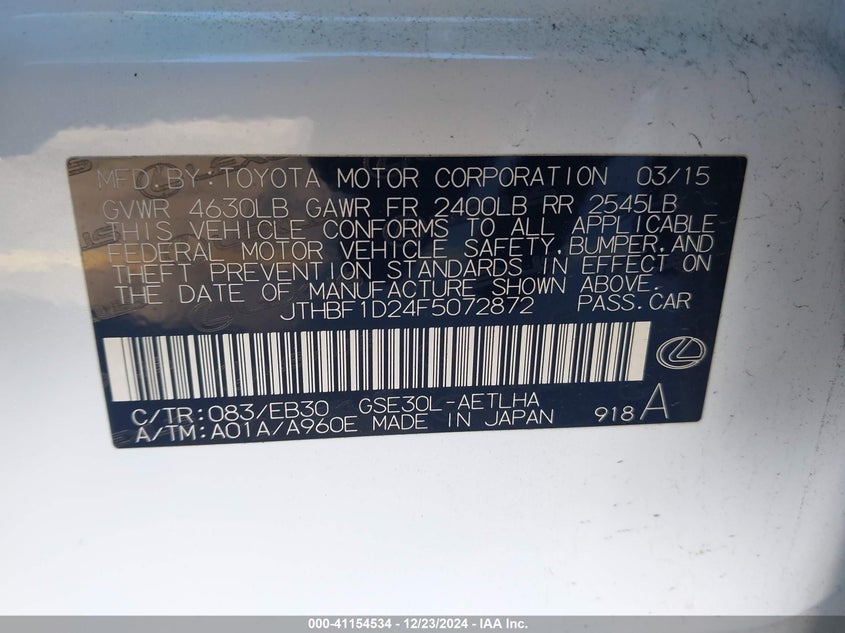 MFD.BY:TOYOTA MOTOR CORPORATION 03/15
GVWR 4630LB GAWR FR 2400LB RR 2545LB
THIS VEHICLE CONFORMS TO ALL APPLICABLE
FEDERAL MOTOR VEHICLE SAFETY,BUMPER,AND
THEFT PREVENTION STANDARDS IN EFFECT ON
THE DATE OF MANUFACTURE SHOWN ABOVE.
JTHBF1D24F5072872 PASS.CAR
C/TR:083/EB30 GSE30L-AETLHA
A/TM:A01A/A960E MADE IN JAPAN 918 A
000-41154534 - 12/23/2024 - IAA Inc.